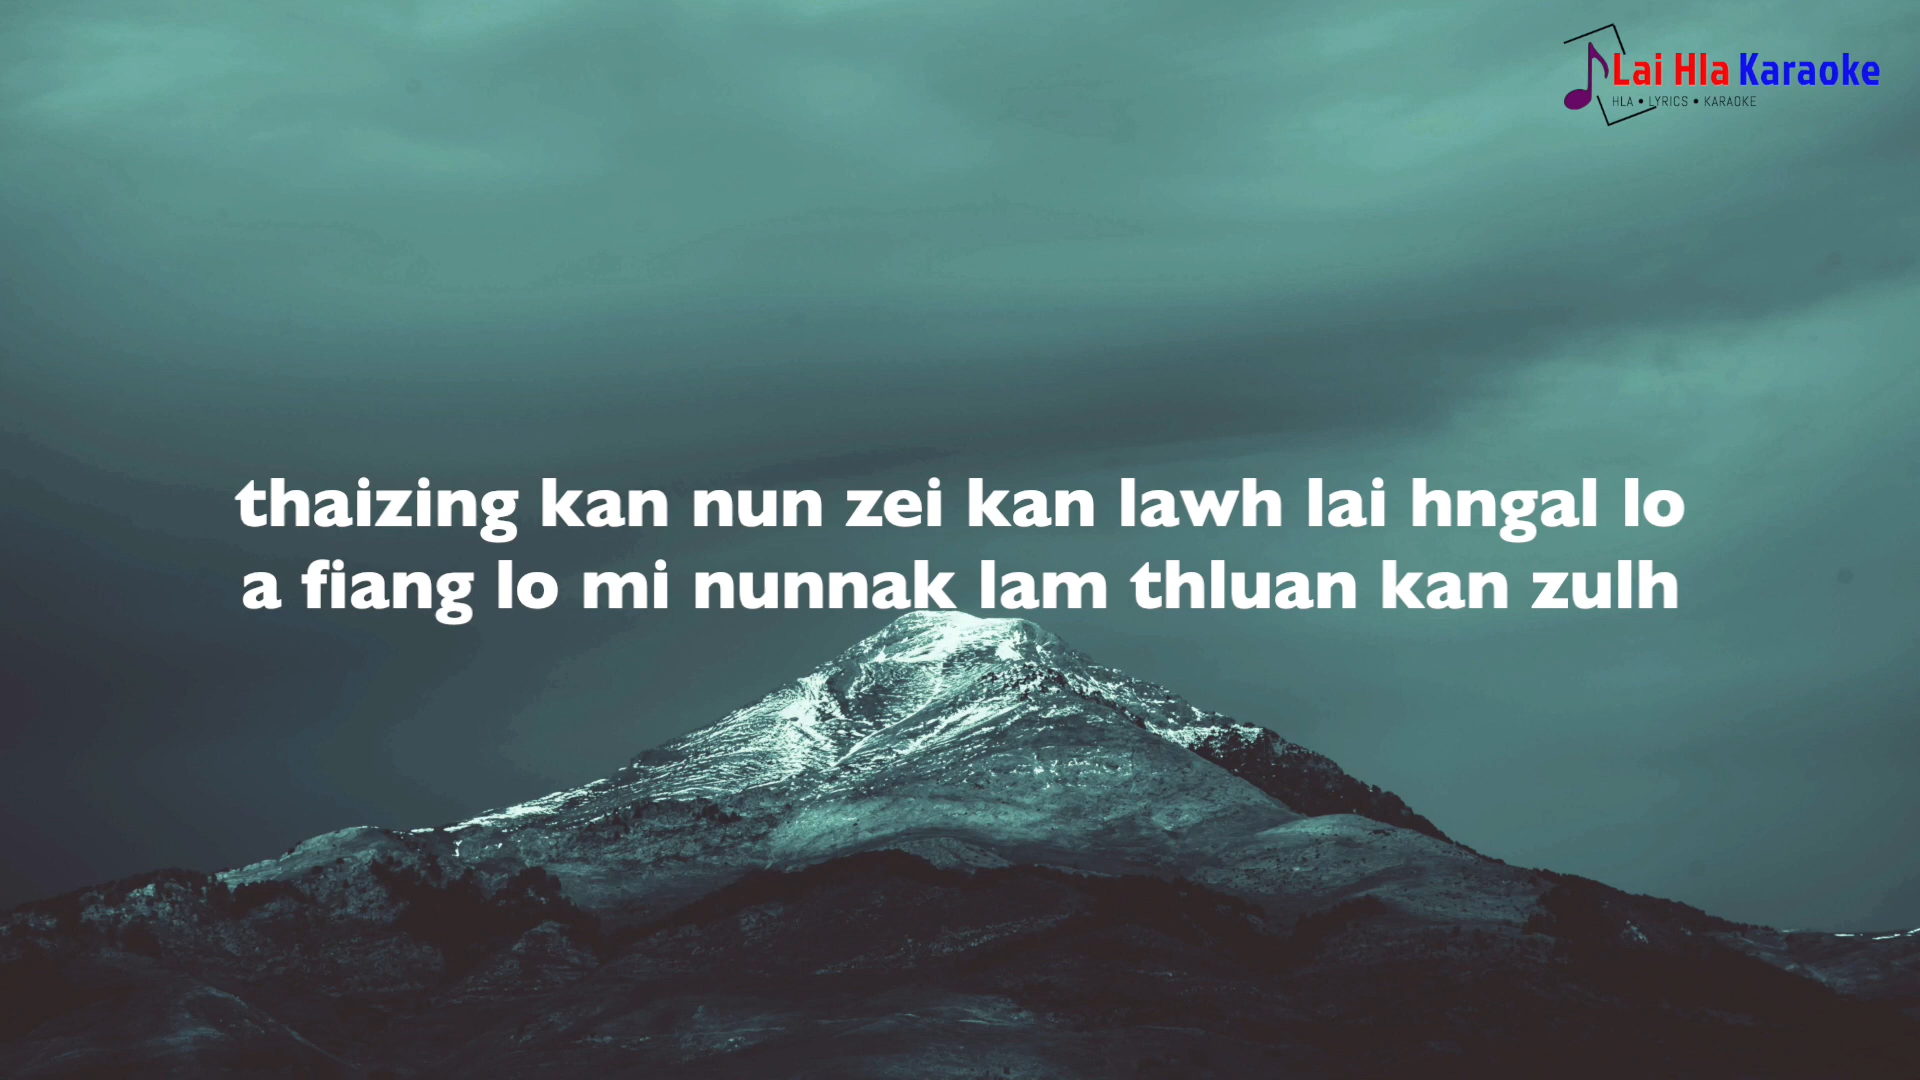 Lai Hla Karaoke
HLA • LYRICS • KARAOKE
thaizing kan nun zei kan lawh lai hngal lo
a fiang lo mi nunnak lam thluan kan zulh